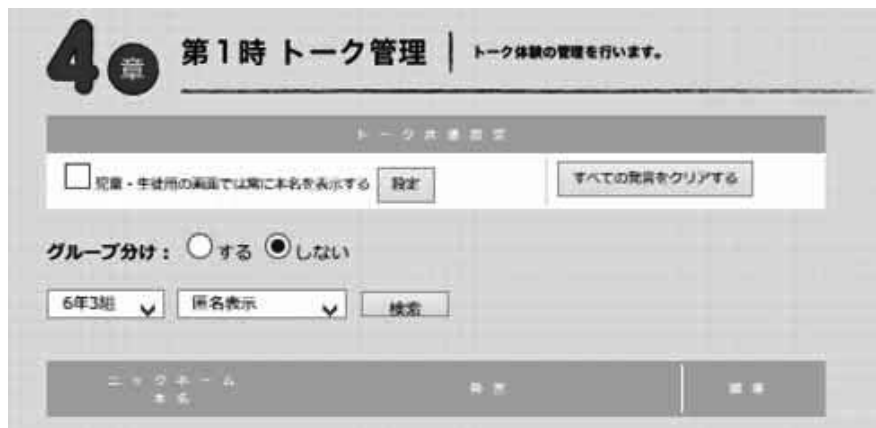 4章
第1時 トーク管理
トーク体験の管理を行います。
トーク共通設定
児童・生徒用の画面では常に本名を表示する
設定
すべての発言をクリアする
グループ分け： する しない
6年3組 匿名表示 検索
ニックネーム
本名
発言